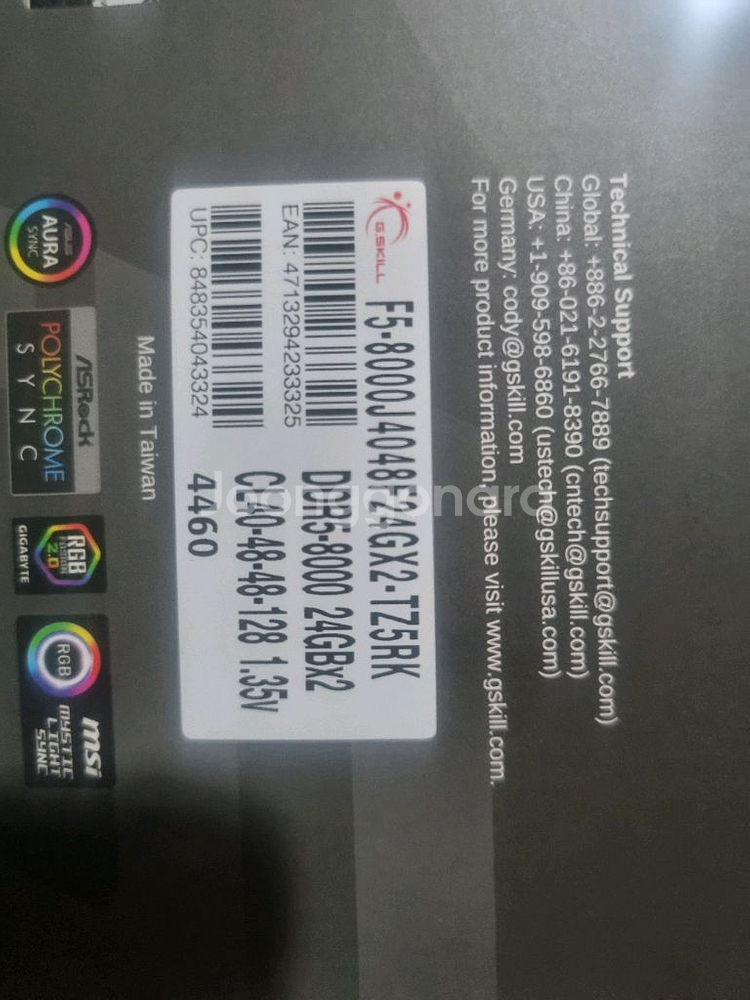 Technical Support
Global: +886-2-2766-7889 (techsupport@gskill.com)
China: +86-021-6191-8390 (cntech@gskill.com)
USA: +1-909-598-6860 (ustech@gskillusa.com)
Germany: cody@gskill.com
For more product information, please visit www.gskill.com.
G.SKILL
F5-8000J4048F24GX2-TZ5RK
EAN: 4713294233325
DDR5-8000 24GBx2
UPC: 848354043324
CL40-48-48-128 1.35v
4460
Joonggonara
Made in Taiwan
ASUS
AURA
SYNC
ASRock
POLYCHROME
SYNC
RGB
FUSION
2.0
GIGABYTE
RGB
msi
MYSTIC
LIGHT
SYNC